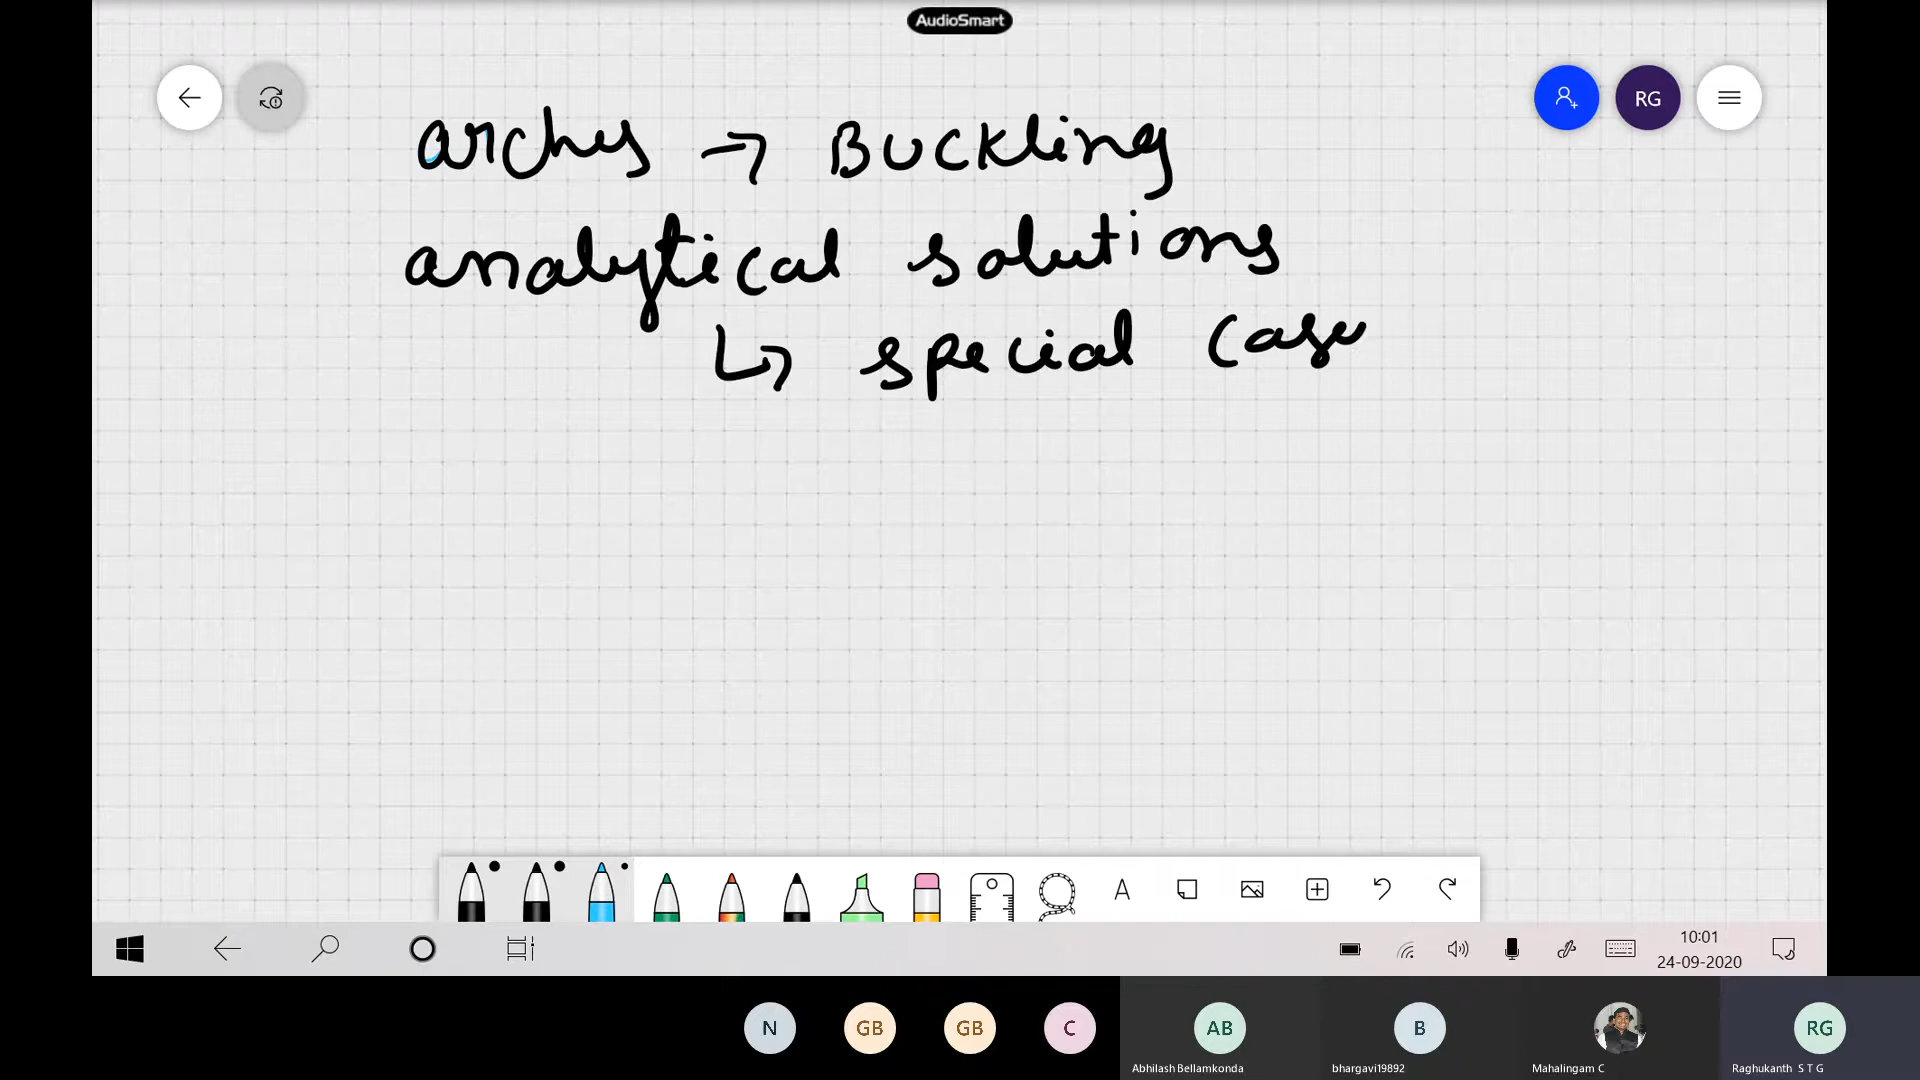 AudioSmart
RG
arches → Buckling
analytical solutions
↳ special cases
A
10:01
24-09-2020
N
GB
GB
C
AB
B
RG
Abhilash Bellamkonda
bhargavi19892
Mahalingam C
Raghukanth S T G